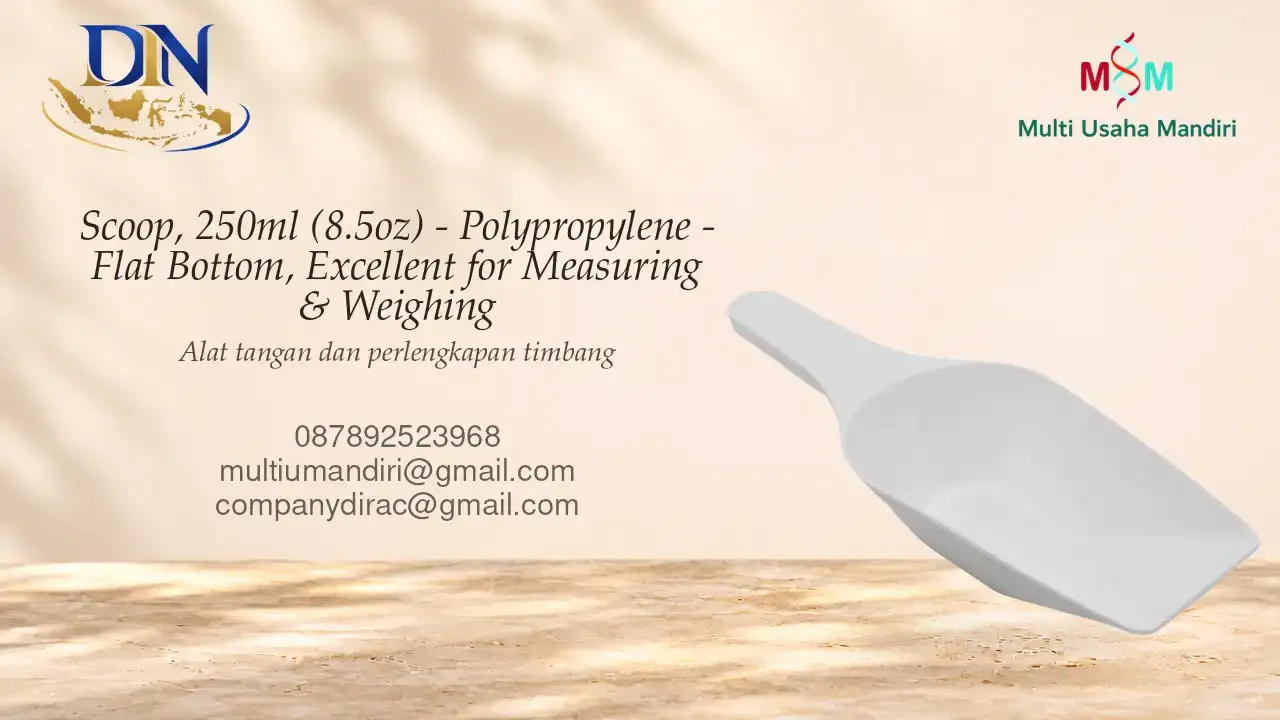 DIN
M M
Multi Usaha Mandiri
Scoop, 250ml (8.5oz) - Polypropylene -
Flat Bottom, Excellent for Measuring
& Weighing
Alat tangan dan perlengkapan timbang
087892523968
multiumandiri@gmail.com
companydirac@gmail.com